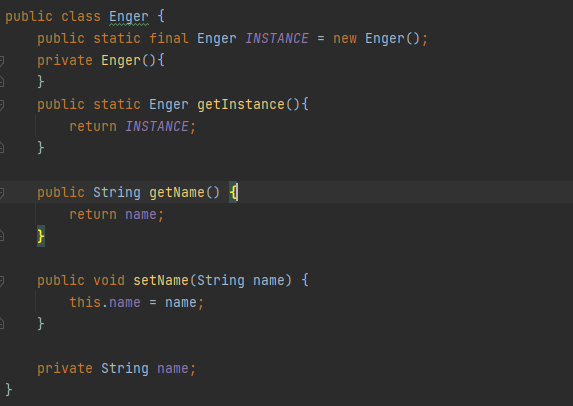 public class Enger {
    public static final Enger INSTANCE = new Enger();
    private Enger(){
    }
    public static Enger getInstance(){
        return INSTANCE;
    }

    public String getName() {
        return name;
    }

    public void setName(String name) {
        this.name = name;
    }

    private String name;
}